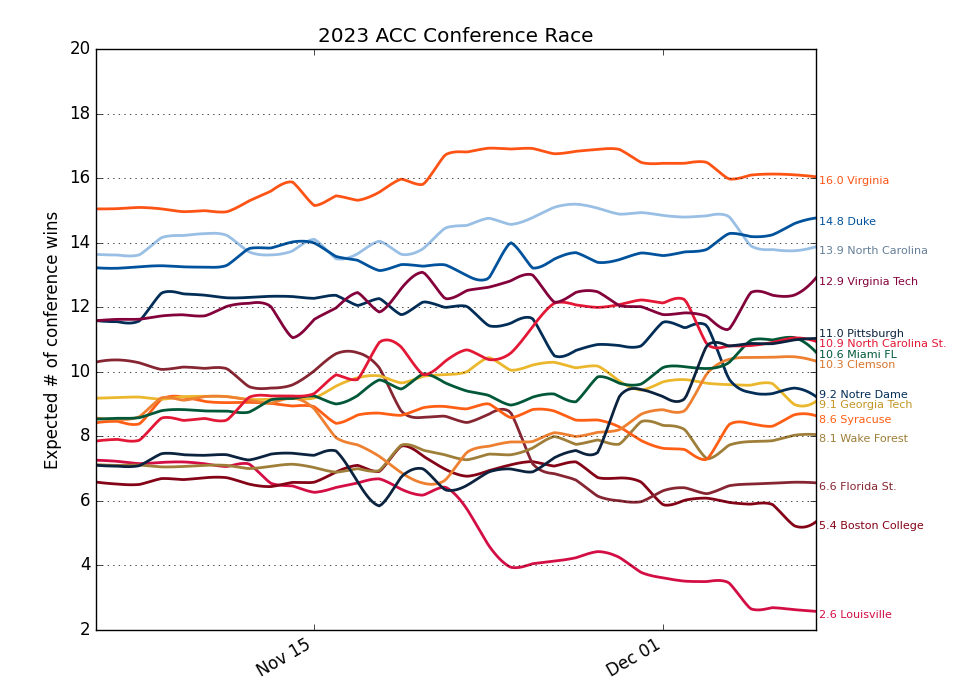 2023 ACC Conference Race
Expected # of conference wins
20
18
16
14
12
10
8
6
4
2
Nov 15
Dec 01
16.0 Virginia
14.8 Duke
13.9 North Carolina
12.9 Virginia Tech
11.0 Pittsburgh
10.9 North Carolina St.
10.6 Miami FL
10.3 Clemson
9.2 Notre Dame
9.1 Georgia Tech
8.6 Syracuse
8.1 Wake Forest
6.6 Florida St.
5.4 Boston College
2.6 Louisville